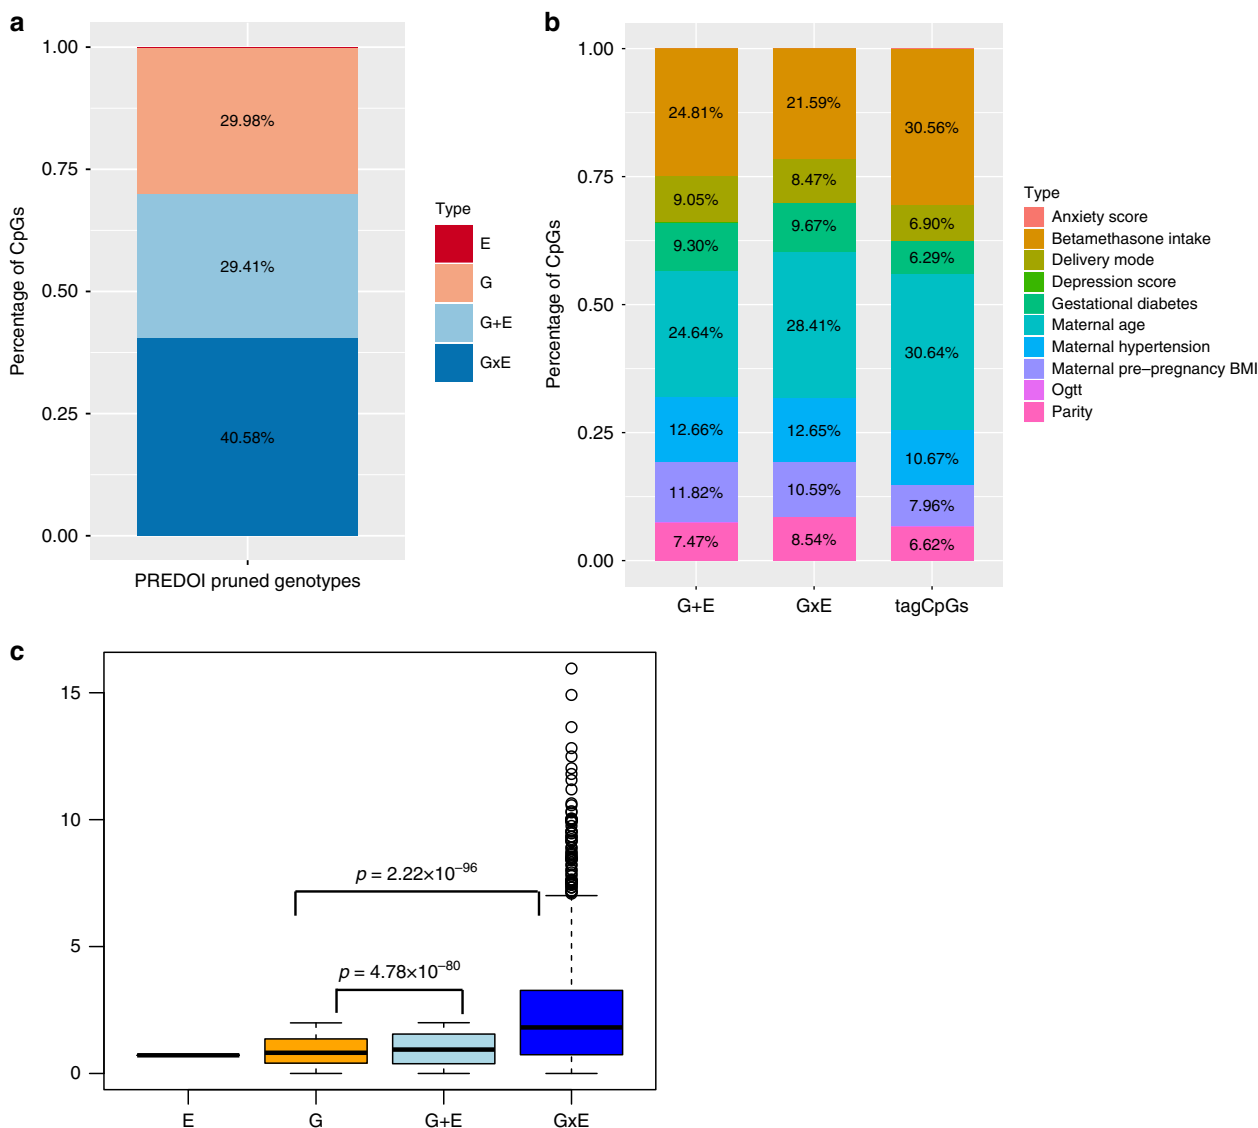 a
1.00
0.75
0.50
0.25
0.00
Percentage of CpGs
29.98%
29.41%
40.58%
PREDOI pruned genotypes
Type
E
G
G+E
GxE
b
1.00
0.75
0.50
0.25
0.00
Percentage of CpGs
24.81%
9.05%
9.30%
24.64%
12.66%
11.82%
7.47%
21.59%
8.47%
9.67%
28.41%
12.65%
10.59%
8.54%
30.56%
6.90%
6.29%
30.64%
10.67%
7.96%
6.62%
G+E
GxE
tagCpGs
Type
Anxiety score
Betamethasone intake
Delivery mode
Depression score
Gestational diabetes
Maternal age
Maternal hypertension
Maternal pre–pregnancy BMI
Ogtt
Parity
c
15
10
5
0
p = 2.22×10⁻⁹⁶
p = 4.78×10⁻⁸⁰
E
G
G+E
GxE